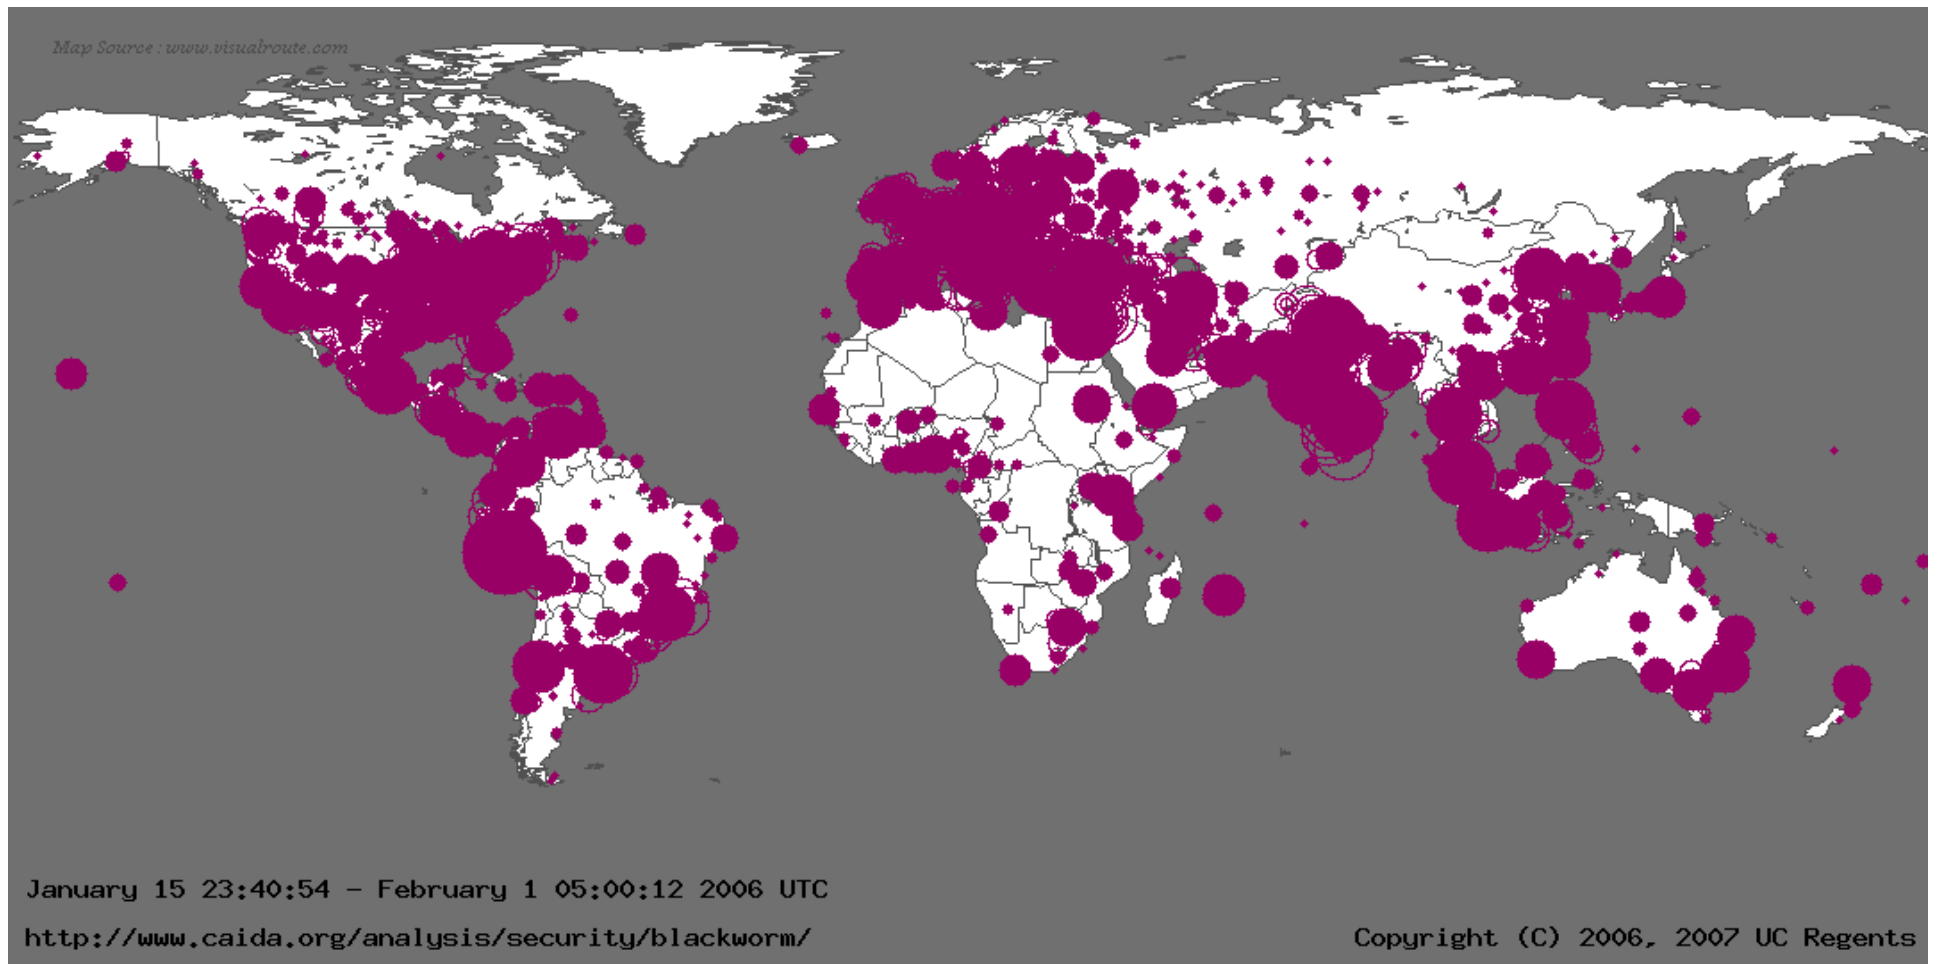 Map Source : www.visualroute.com
January 15 23:40:54 - February 1 05:00:12 2006 UTC
http://www.caida.org/analysis/security/blackworm/
Copyright (C) 2006, 2007 UC Regents